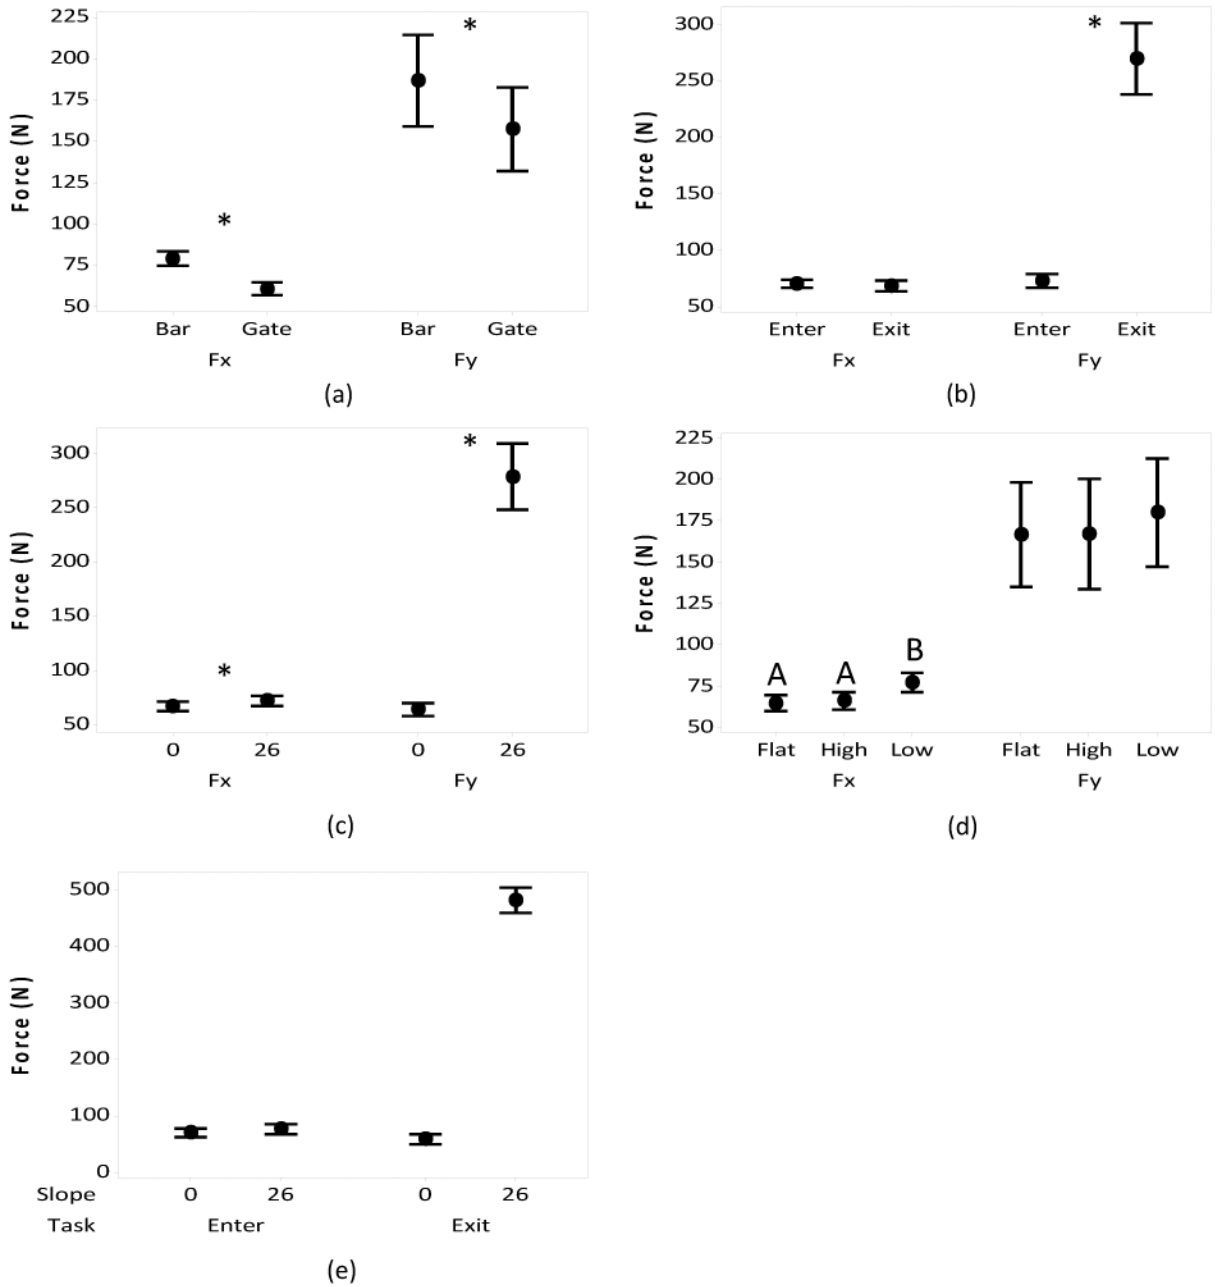 225
200
175
150
125
100
75
50
Force (N)
*
*
Bar Gate Bar Gate
Fx Fy
(a)
300
250
200
150
100
50
Force (N)
*
Enter Exit Enter Exit
Fx Fy
(b)
300
250
200
150
100
50
Force (N)
*
*
0 26 0 26
Fx Fy
(c)
225
200
175
150
125
100
75
50
Force (N)
A A B
Flat High Low Flat High Low
Fx Fy
(d)
500
400
300
200
100
0
Force (N)
Slope 0 26 0 26
Task Enter Exit
(e)